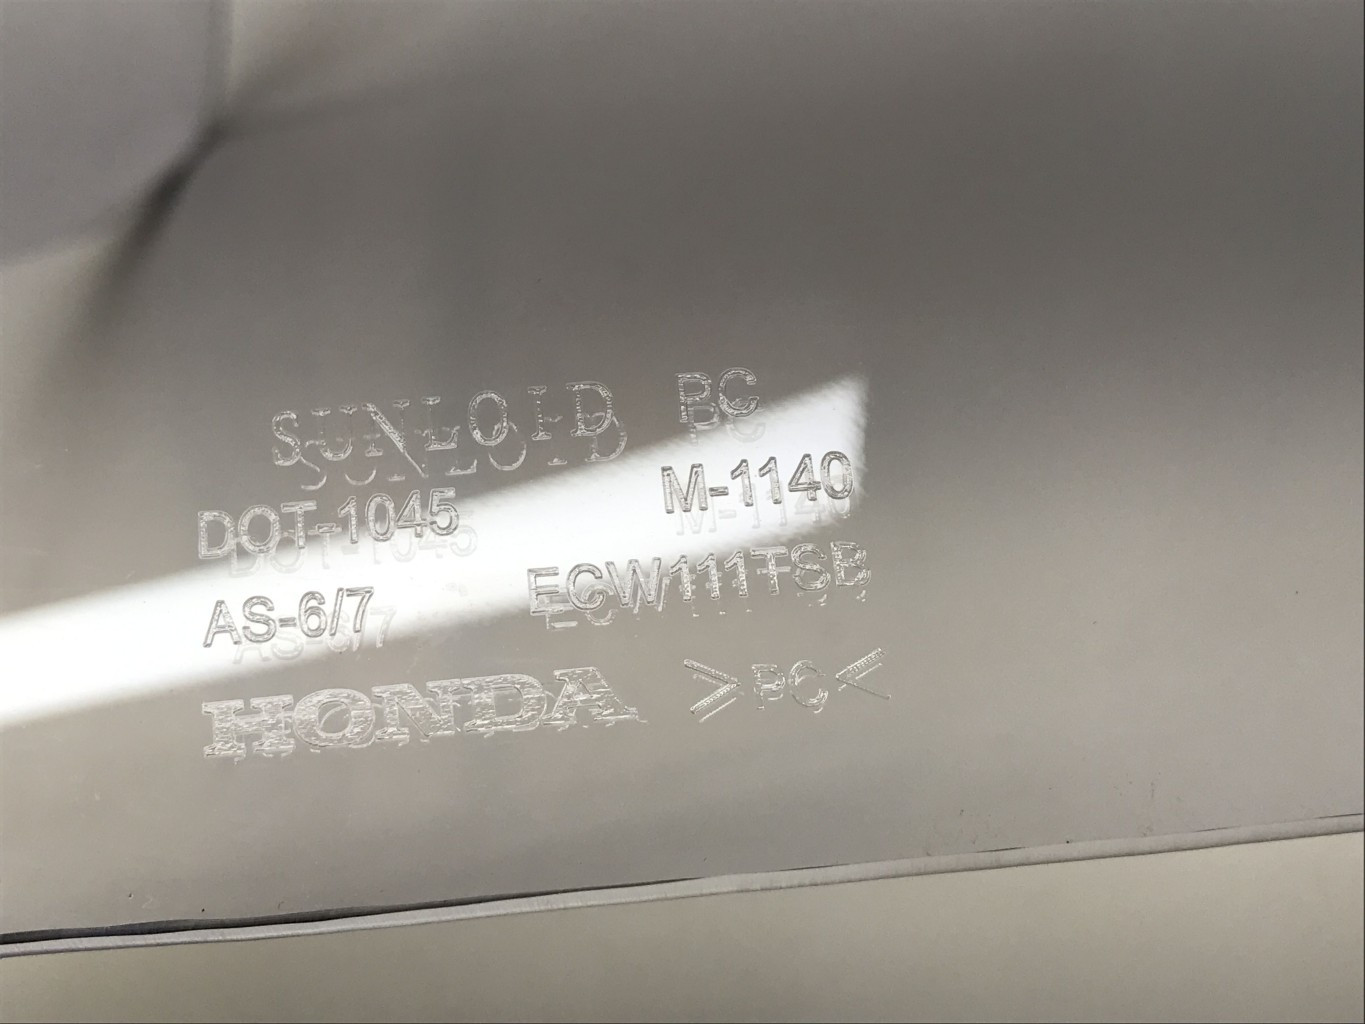 SUNLOID PC
DOT-1045 M-1140
AS-6/7 ECW111TSB
HONDA >PC<